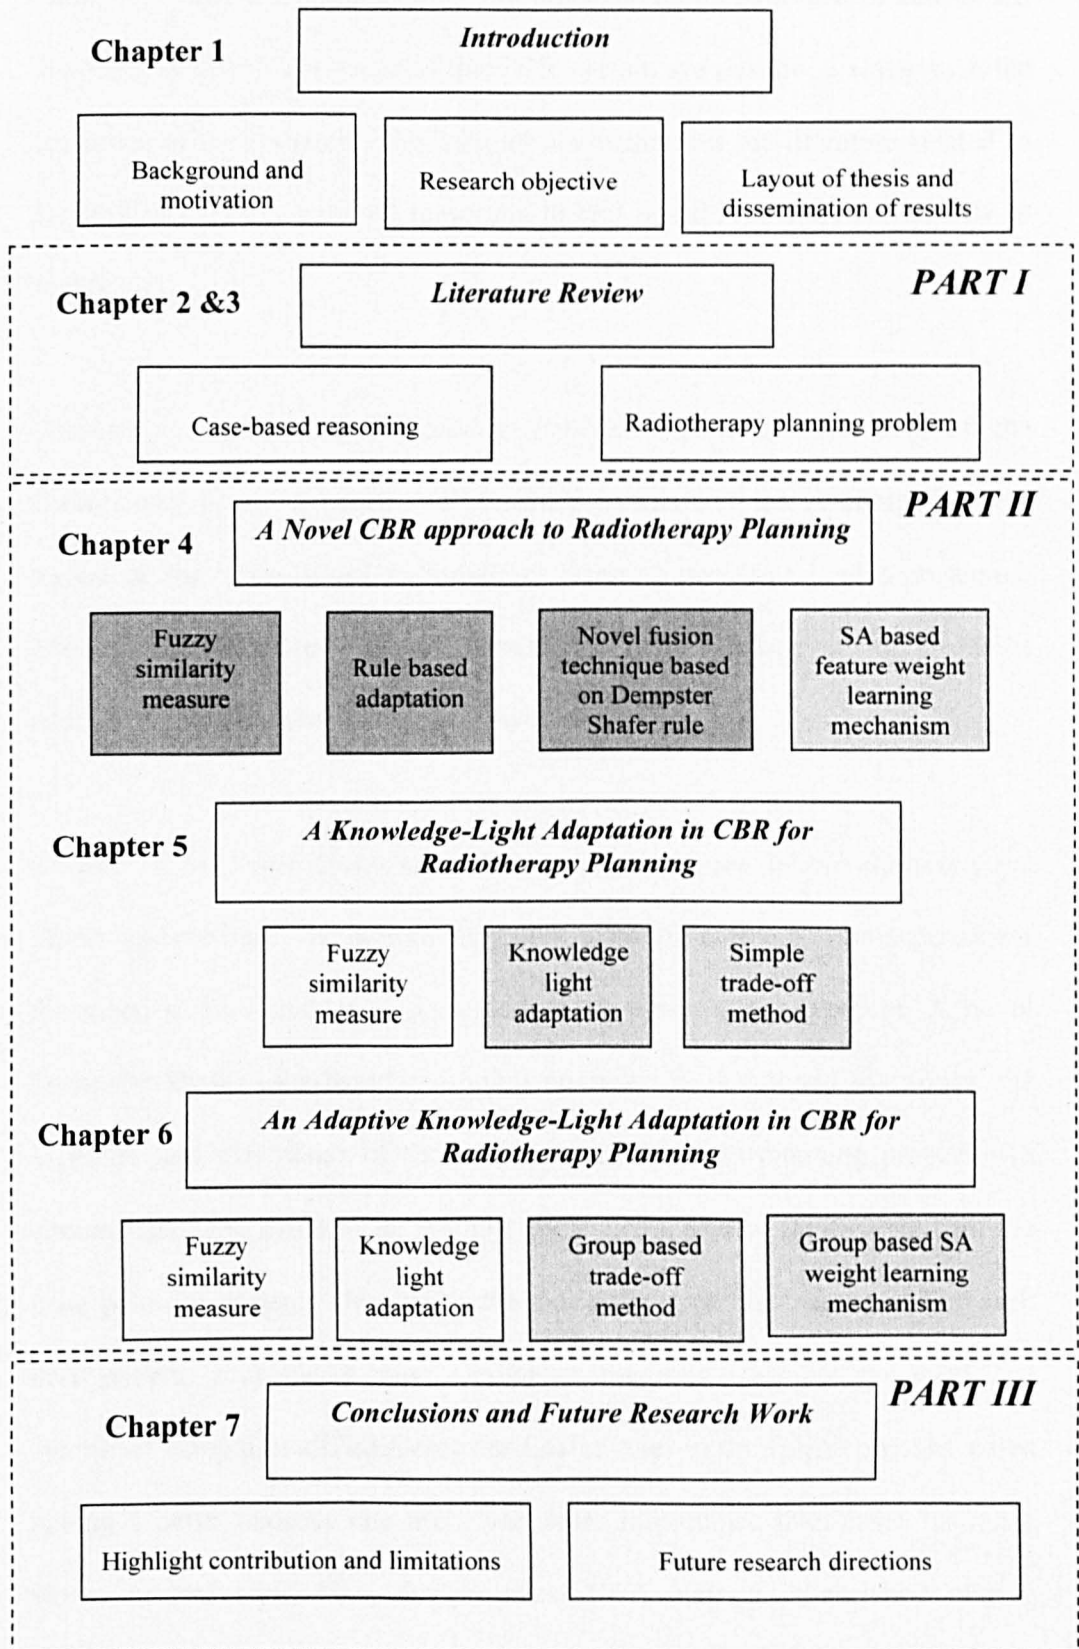 Chapter 1
Introduction
Background and
motivation
Research objective
Layout of thesis and
dissemination of results
PART I
Chapter 2 &3
Literature Review
Case-based reasoning
Radiotherapy planning problem
PART II
Chapter 4
A Novel CBR approach to Radiotherapy Planning
Fuzzy
similarity
measure
Rule based
adaptation
Novel fusion
technique based
on Dempster
Shafer rule
SA based
feature weight
learning
mechanism
Chapter 5
A Knowledge-Light Adaptation in CBR for
Radiotherapy Planning
Fuzzy
similarity
measure
Knowledge
light
adaptation
Simple
trade-off
method
Chapter 6
An Adaptive Knowledge-Light Adaptation in CBR for
Radiotherapy Planning
Fuzzy
similarity
measure
Knowledge
light
adaptation
Group based
trade-off
method
Group based SA
weight learning
mechanism
PART III
Chapter 7
Conclusions and Future Research Work
Highlight contribution and limitations
Future research directions